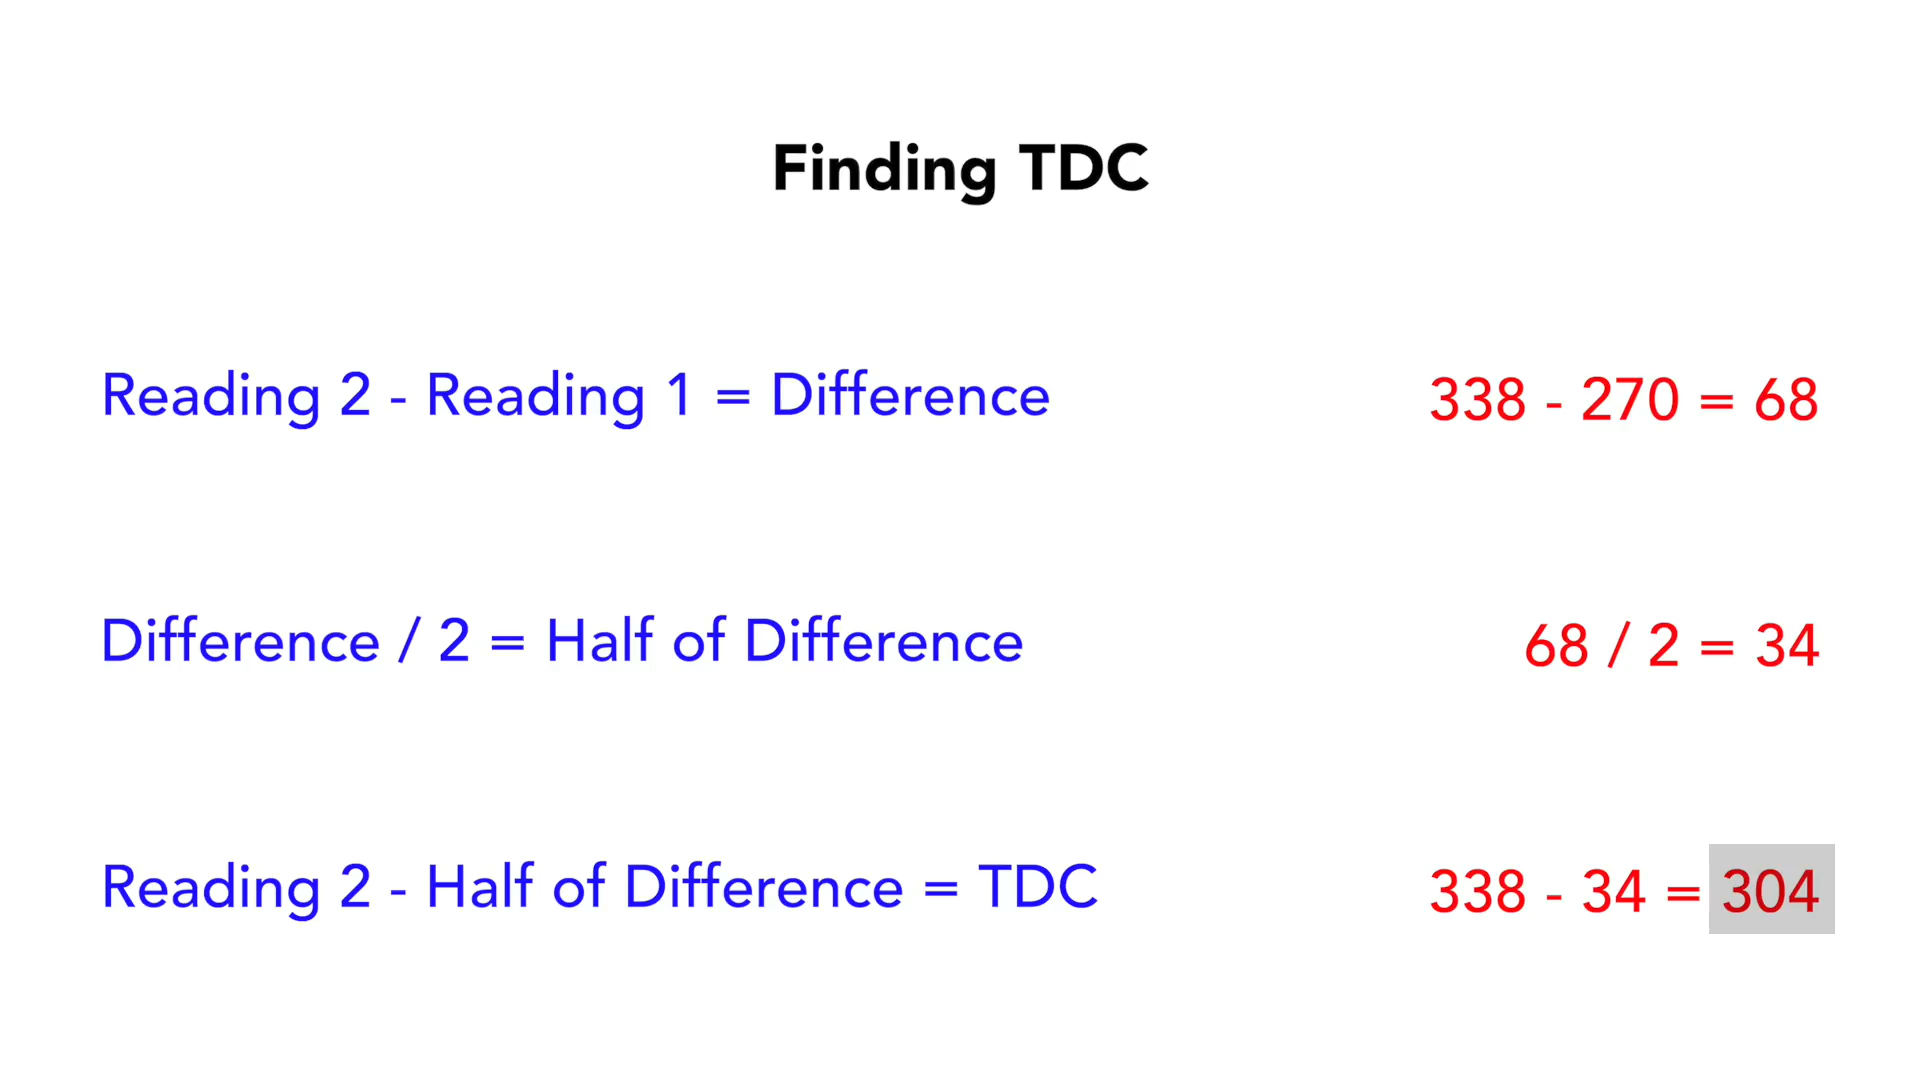 Finding TDC
Reading 2 - Reading 1 = Difference
338 - 270 = 68
Difference / 2 = Half of Difference
68 / 2 = 34
Reading 2 - Half of Difference = TDC
338 - 34 = 304